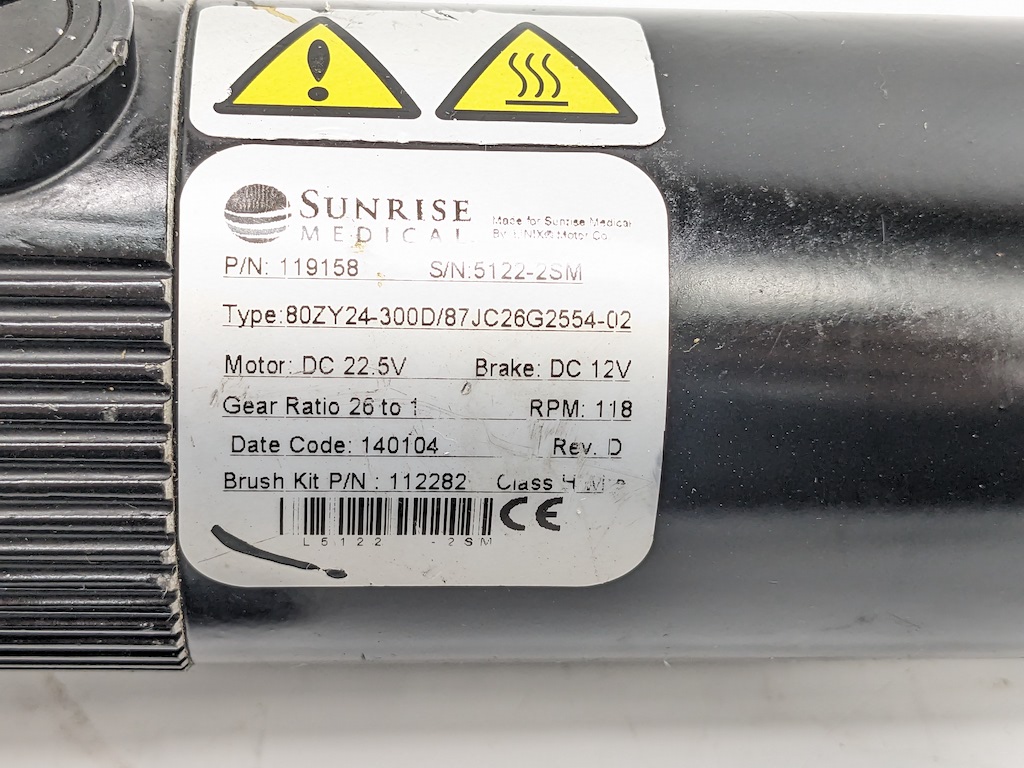 SUNRISE
MEDICAL
Made for Sunrise Medical
Motor Co.
P/N: 119158 S/N:5122-2SM
Type:80ZY24-300D/87JC26G2554-02
Motor: DC 22.5V Brake: DC 12V
Gear Ratio 26 to 1 RPM: 118
Date Code: 140104 Rev. D
Brush Kit P/N : 112282 Class H
CE
L5122 -2SM